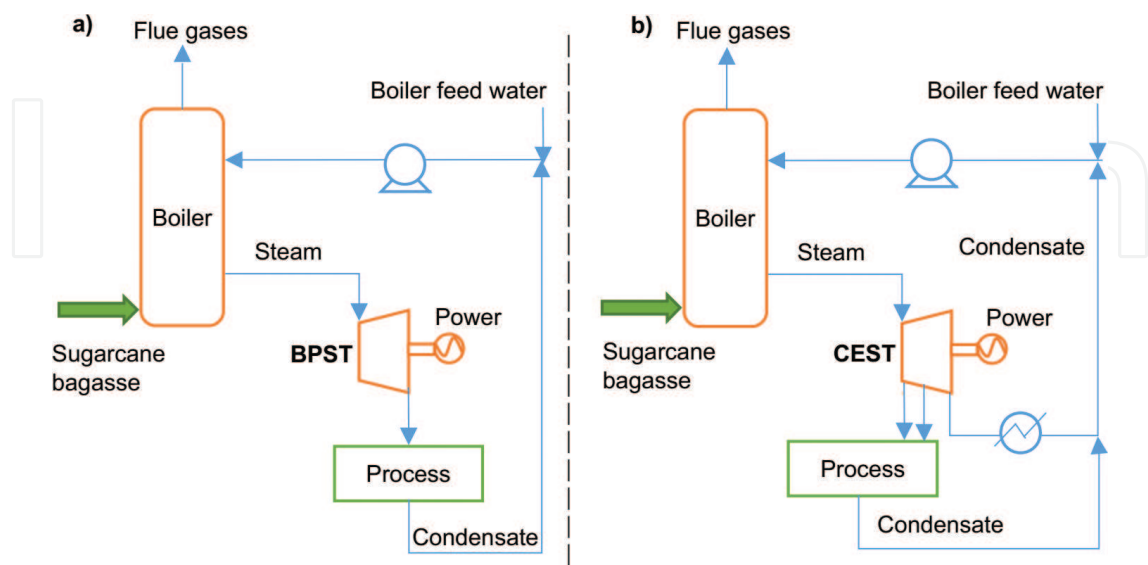 a)
Flue gases
Boiler feed water
Boiler
Steam
Sugarcane
bagasse
BPST
Power
Process
Condensate
b)
Flue gases
Boiler feed water
Boiler
Steam
Condensate
Sugarcane
bagasse
CEST
Power
Process
Condensate